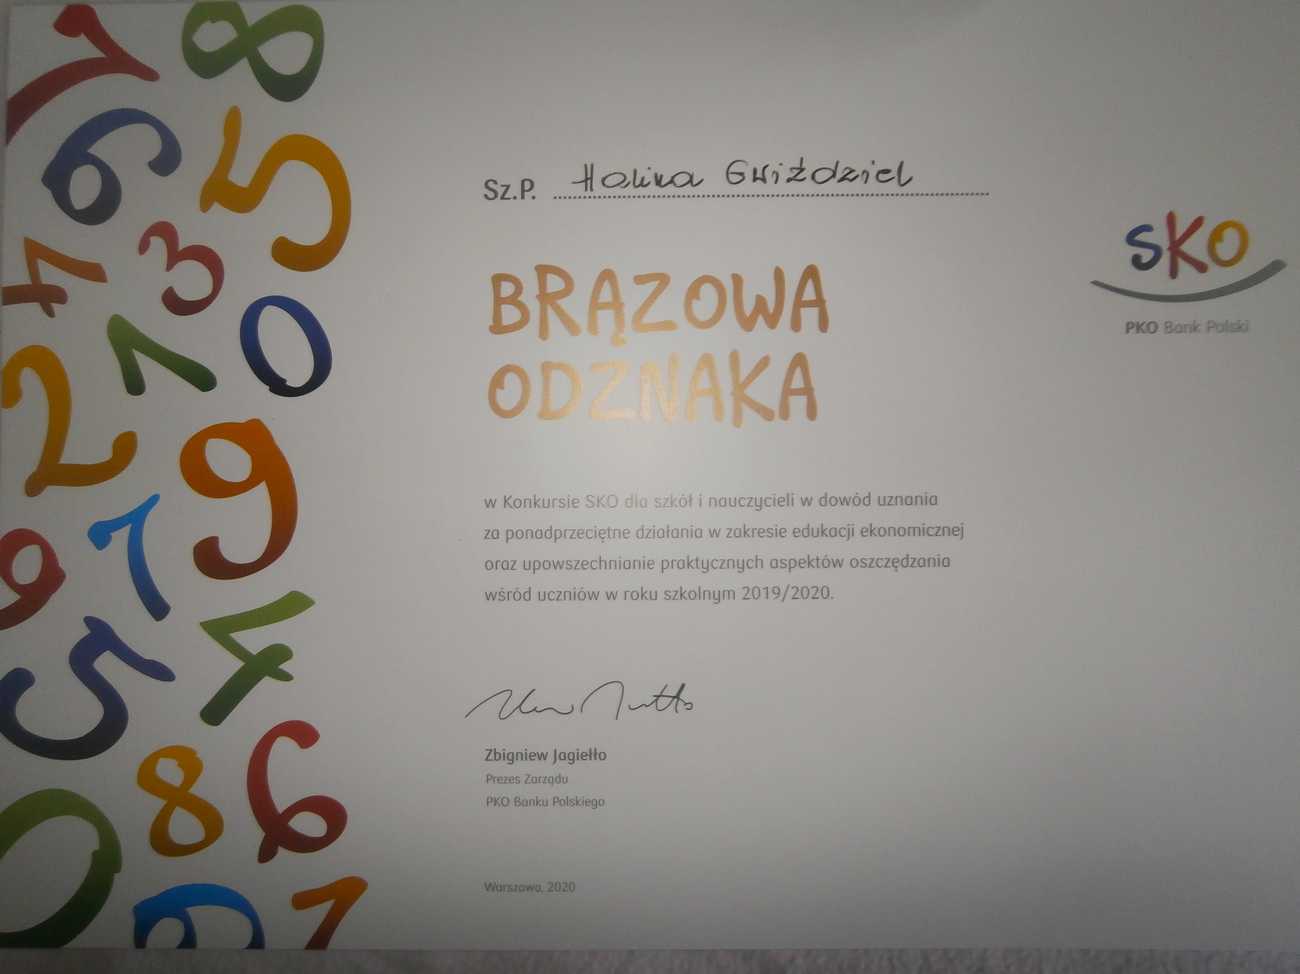 Sz.P. Halina Gwiździel
BRĄZOWA
ODZNAKA
w Konkursie SKO dla szkół i nauczycieli w dowód uznania
za ponadprzeciętne działania w zakresie edukacji ekonomicznej
oraz upowszechnianie praktycznych aspektów oszczędzania
wśród uczniów w roku szkolnym 2019/2020.
Zbigniew Jagiełło
Prezes Zarządu
PKO Banku Polskiego
Warszawa, 2020
SKO
PKO Bank Polski